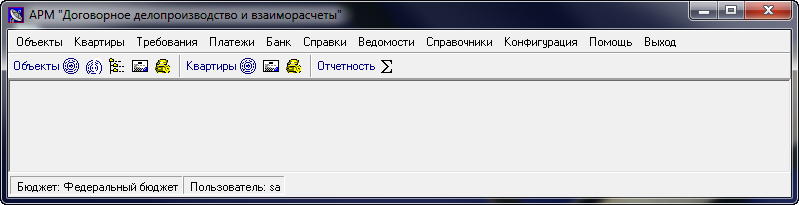 АРМ "Договорное делопроизводство и взаиморасчеты"
Объекты Квартиры Требования Платежи Банк Справки Ведомости Справочники Конфигурация Помощь Выход
Объекты Квартиры Отчетность Σ
Бюджет: Федеральный бюджет Пользователь: sa